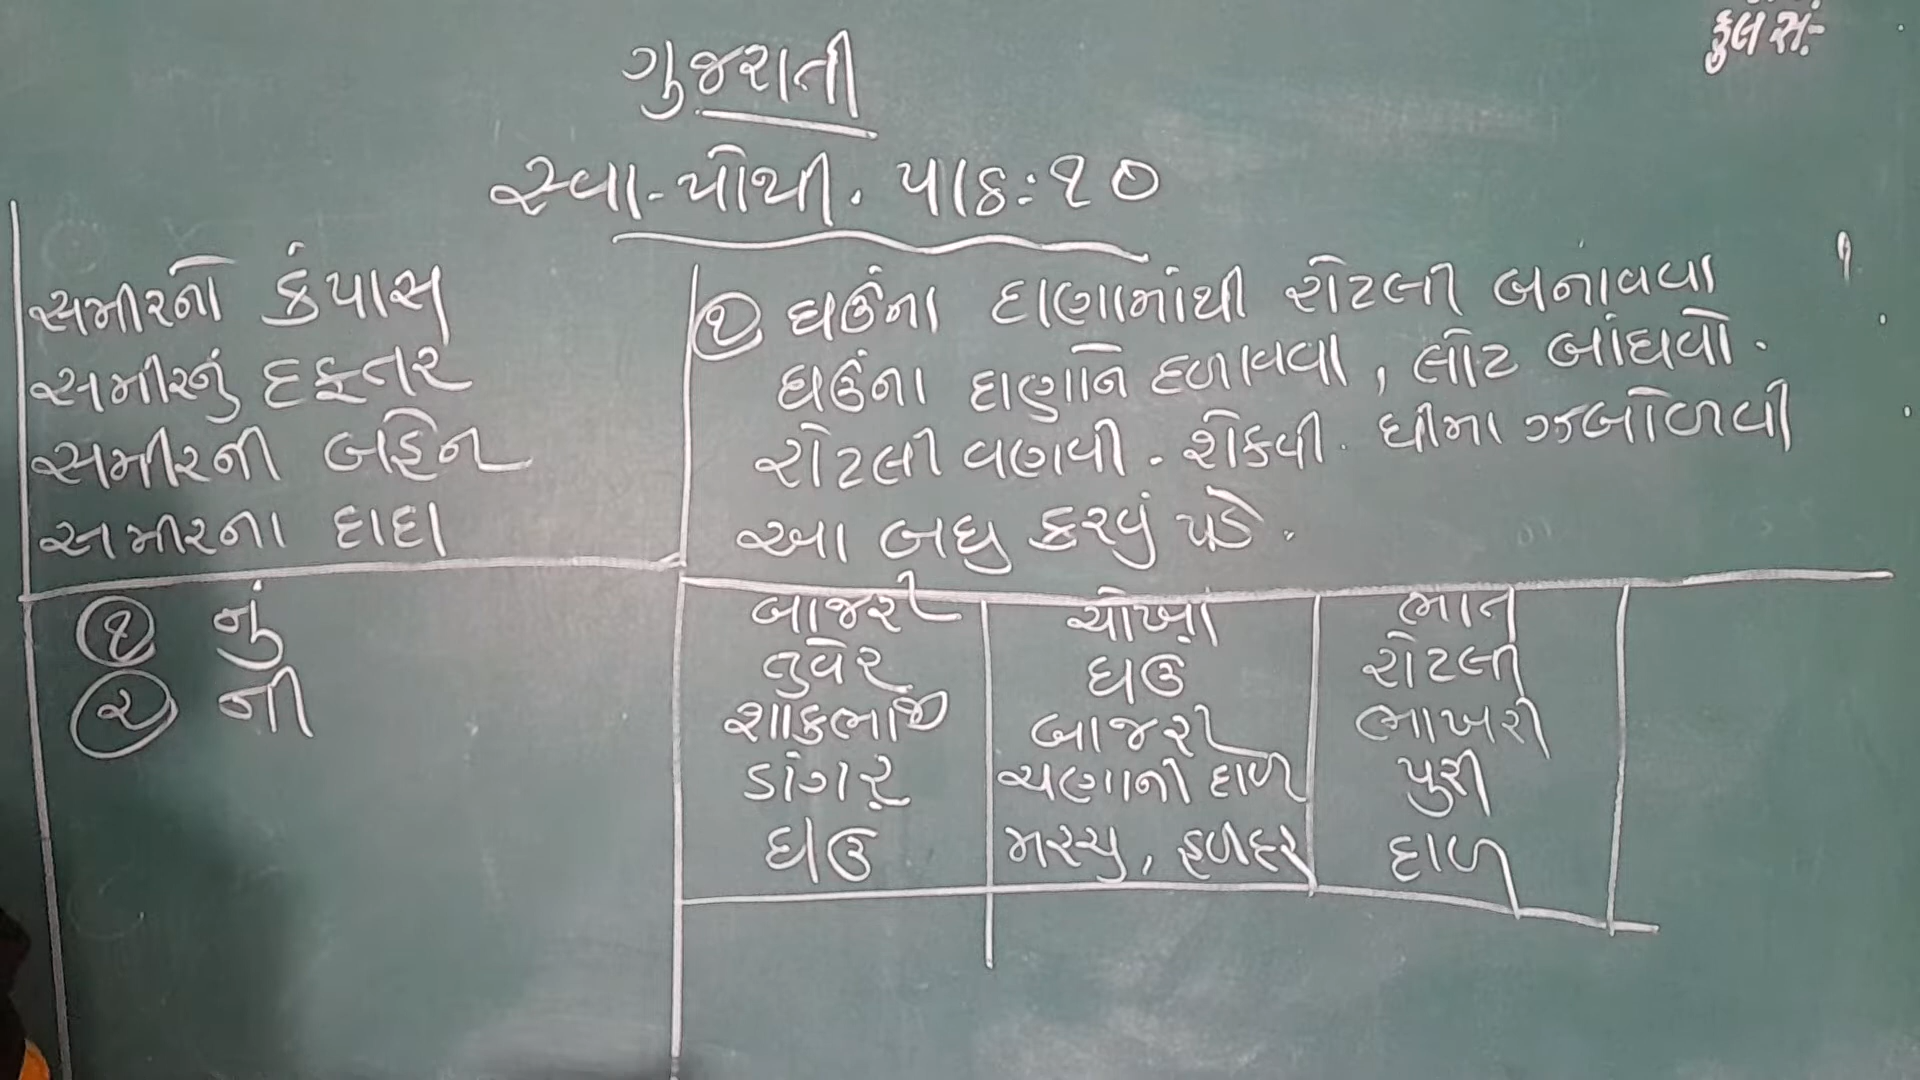 કુલ સં:-
ગુજરાતી
સ્વા-પોથી. પાઠ:૧૦
સમીરનો કંપાસ
સમીરનું દફતર
સમીરની બહેન
સમીરના દાદા
૧ નું
૨ ની
૧ ઘઉંના દાણામાંથી રોટલી બનાવવા
ઘઉંના દાણાને દળાવવા, લોટ બાંધવો.
રોટલી વણવી. શેકવી. ઘીમા ઝબોળવી
આ બધુ કરવું પડે.
બાજરી ચોખા ભાત
તુવેર ઘઉ રોટલી
શાકભાજી બાજરી ભાખરી
ડાંગર ચણાની દાળ પુરી
ઘઉ મરચુ, હળદર દાળ